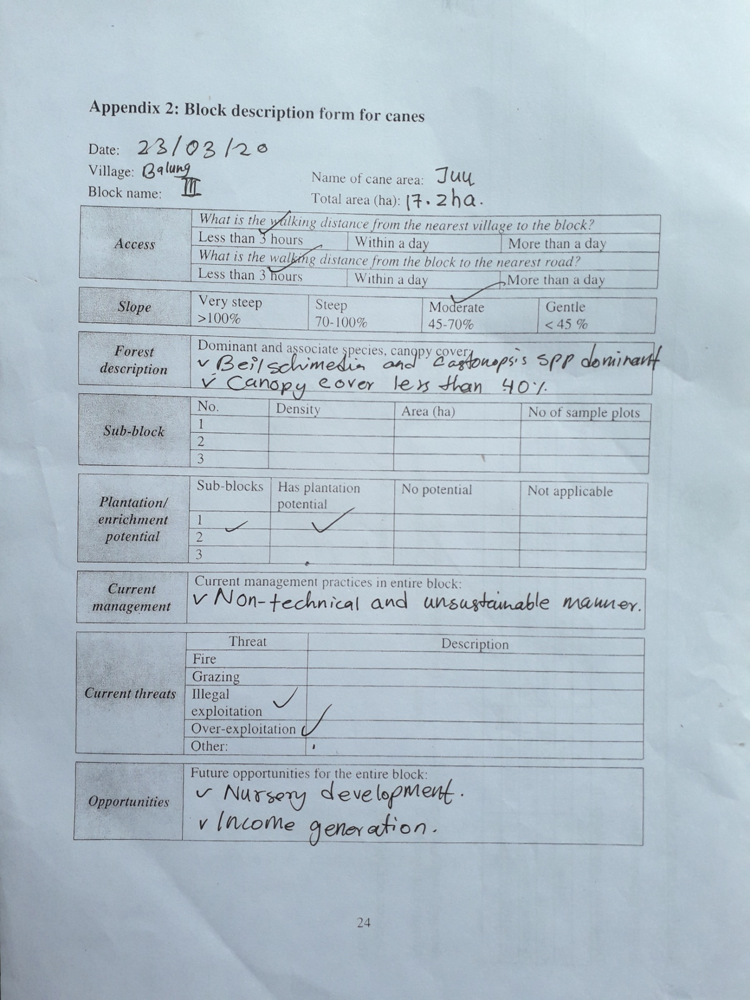 Appendix 2: Block description form for canes
Date: 23/03/20
Village: Balung
Name of cane area: Juu
Block name: III
Total area (ha): 17.2ha.
Access
What is the walking distance from the nearest village to the block?
Less than 3 hours Within a day More than a day
What is the walking distance from the block to the nearest road?
Less than 3 hours Within a day More than a day
Slope
Very steep Steep Moderate Gentle
>100% 70-100% 45-70% < 45 %
Forest description
Dominant and associate species, canopy cover:
✓ Beilschimedia and Castonopsis spp dominant
✓ Canopy cover less than 40%.
Sub-block
No. Density Area (ha) No of sample plots
1
2
3
Plantation/
enrichment
potential
Sub-blocks Has plantation potential No potential Not applicable
1 ✓ ✓
2
3
Current
management
Current management practices in entire block:
✓ Non-technical and unsustainable manner.
Current threats
Threat Description
Fire
Grazing
Illegal
exploitation ✓
Over-exploitation ✓
Other:
Opportunities
Future opportunities for the entire block:
✓ Nursery development.
✓ Income generation.
24